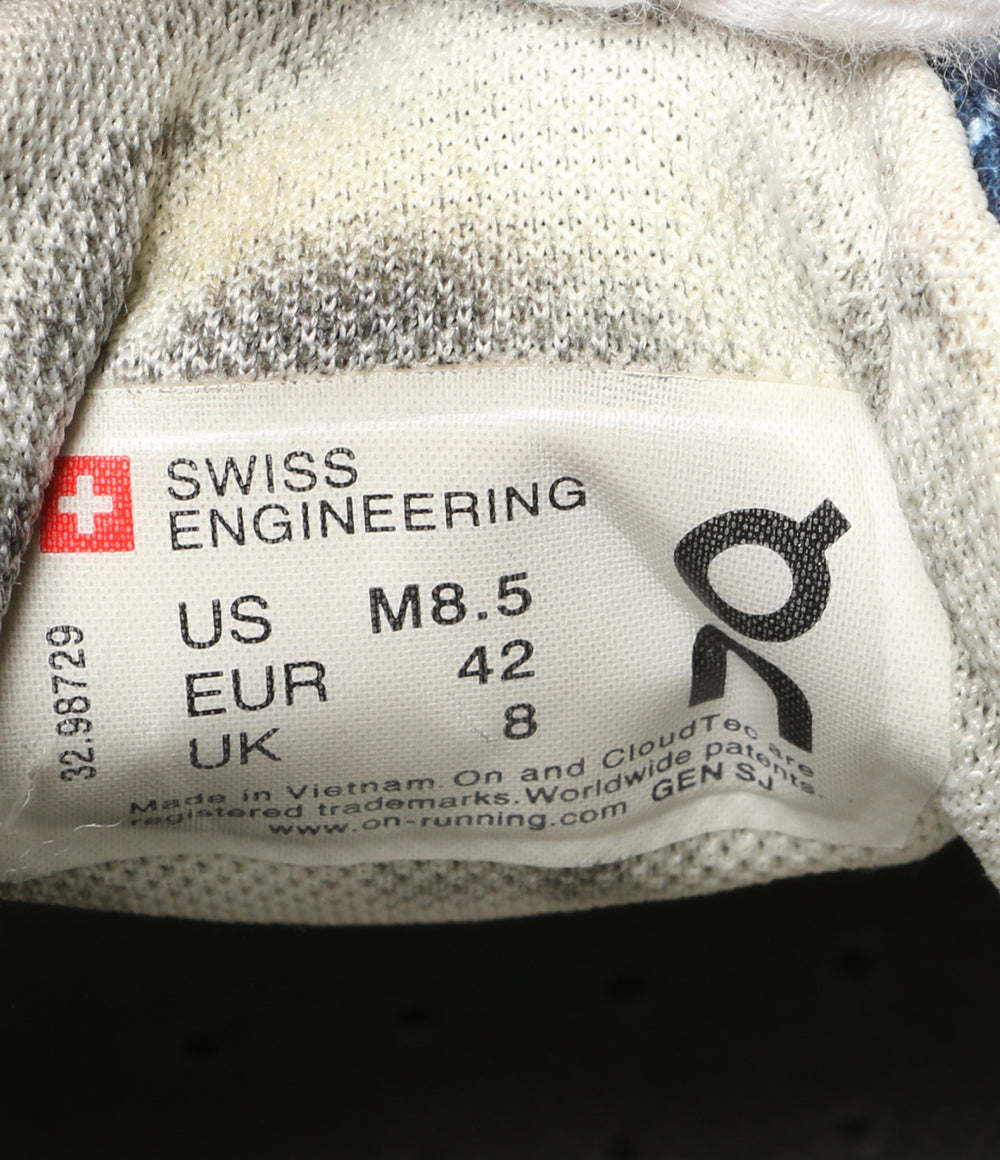 SWISS
ENGINEERING
US M8.5
EUR 42
UK 8
32.98729
Made in Vietnam. On and CloudTec are
registered trademarks. Worldwide patents.
www.on-running.com GEN SJ